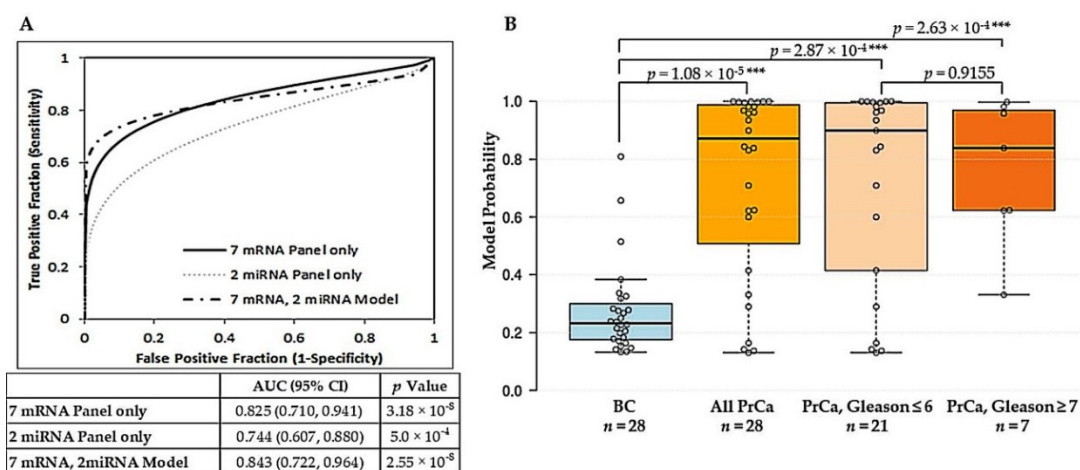 A
True Positive Fraction (Sensitivity)
1
0.8
0.6
0.4
0.2
0
7 mRNA Panel only
2 miRNA Panel only
7 mRNA, 2 miRNA Model
0 0.2 0.4 0.6 0.8 1
False Positive Fraction (1-Specificity)
AUC (95% CI) p Value
7 mRNA Panel only 0.825 (0.710, 0.941) 3.18 × 10⁻⁸
2 miRNA Panel only 0.744 (0.607, 0.880) 5.0 × 10⁻⁴
7 mRNA, 2miRNA Model 0.843 (0.722, 0.964) 2.55 × 10⁻⁸
B
p = 2.63 × 10⁻⁴ ***
p = 2.87 × 10⁻⁴ ***
p = 1.08 × 10⁻⁵ ***
p = 0.9155
Model Probability
1.0
0.8
0.6
0.4
0.2
0.0
BC All PrCa PrCa, Gleason ≤ 6 PrCa, Gleason ≥ 7
n = 28 n = 28 n = 21 n = 7